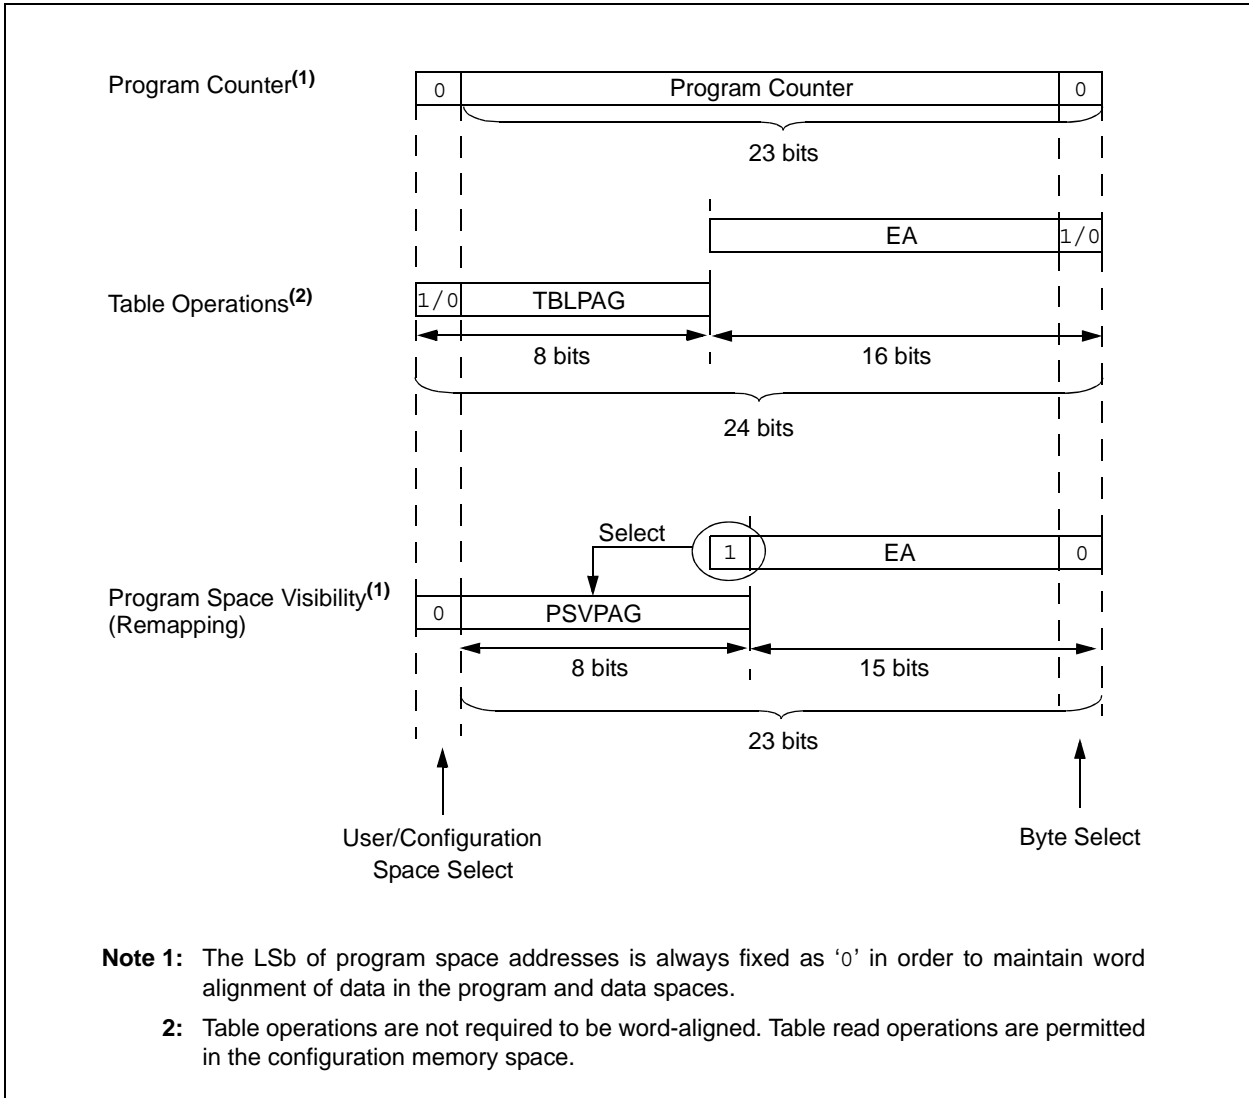 Program Counter(1)
0
Program Counter
0
23 bits
EA
1/0
Table Operations(2)
1/0
TBLPAG
8 bits
16 bits
24 bits
Select
1
EA
0
Program Space Visibility(1)
(Remapping)
0
PSVPAG
8 bits
15 bits
23 bits
User/Configuration
Space Select
Byte Select
Note 1: The LSb of program space addresses is always fixed as ‘0’ in order to maintain word
alignment of data in the program and data spaces.
2: Table operations are not required to be word-aligned. Table read operations are permitted
in the configuration memory space.